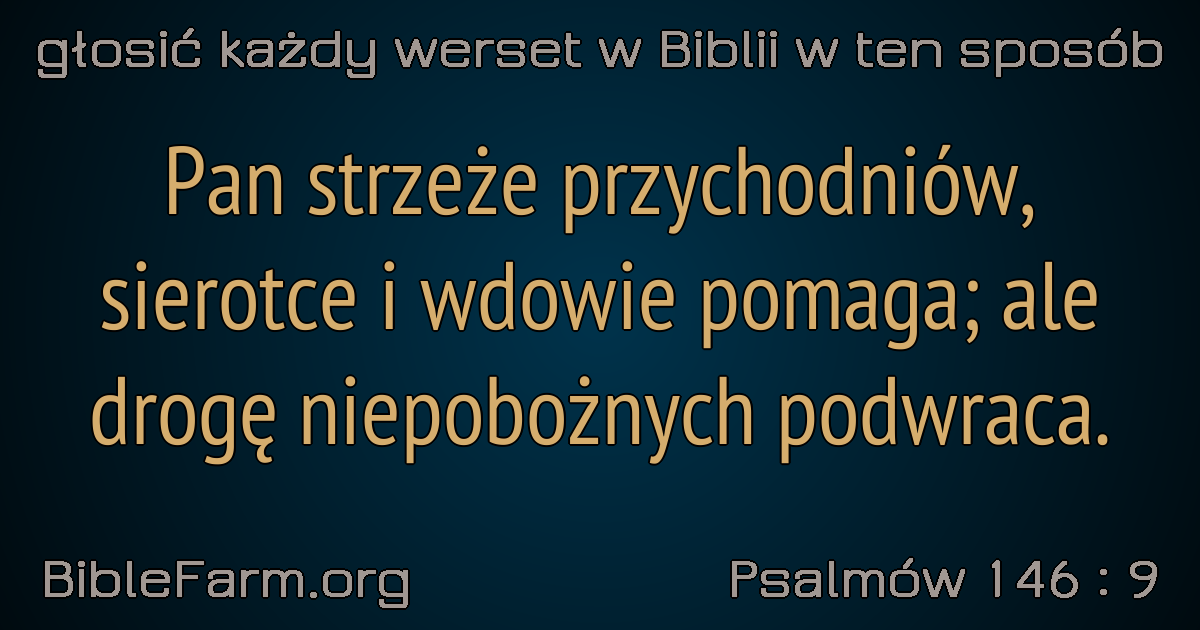 głosić każdy werset w Biblii w ten sposób
Pan strzeże przychodniów,
sierotce i wdowie pomaga; ale
drogę niepobożnych podwraca.
BibleFarm.org
Psalmów 146 : 9